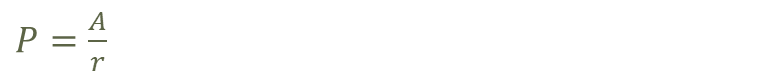 P = A/r